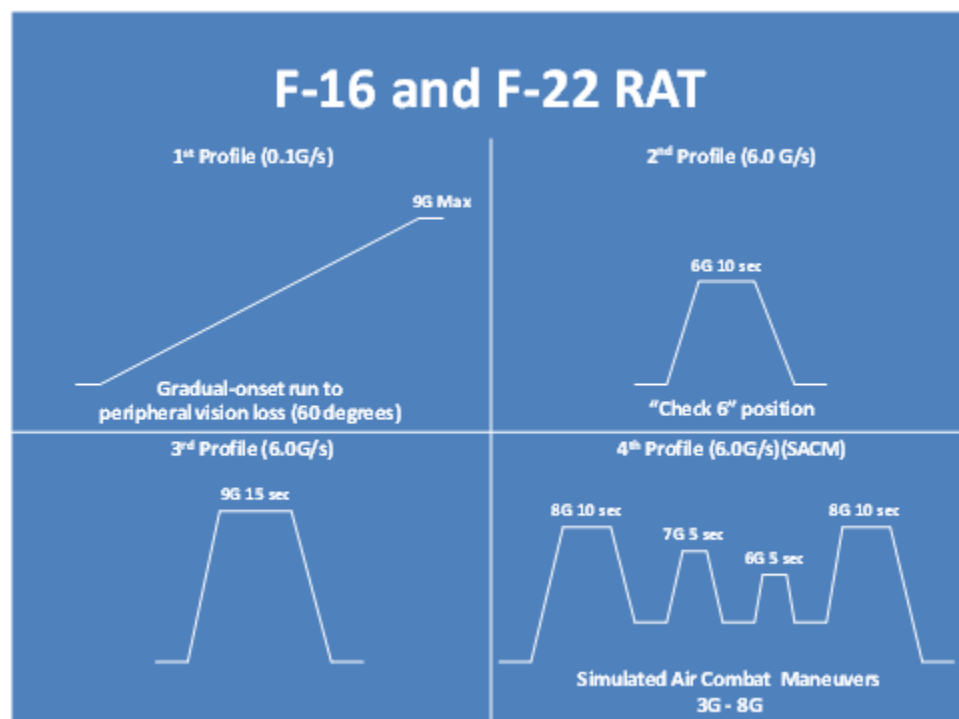 F-16 and F-22 RAT
1st Profile (0.1G/s)
9G Max
Gradual-onset run to
peripheral vision loss (60 degrees)
2nd Profile (6.0 G/s)
6G 10 sec
“Check 6” position
3rd Profile (6.0G/s)
9G 15 sec
4th Profile (6.0G/s)(SACM)
8G 10 sec
7G 5 sec
6G 5 sec
8G 10 sec
Simulated Air Combat Maneuvers
3G - 8G